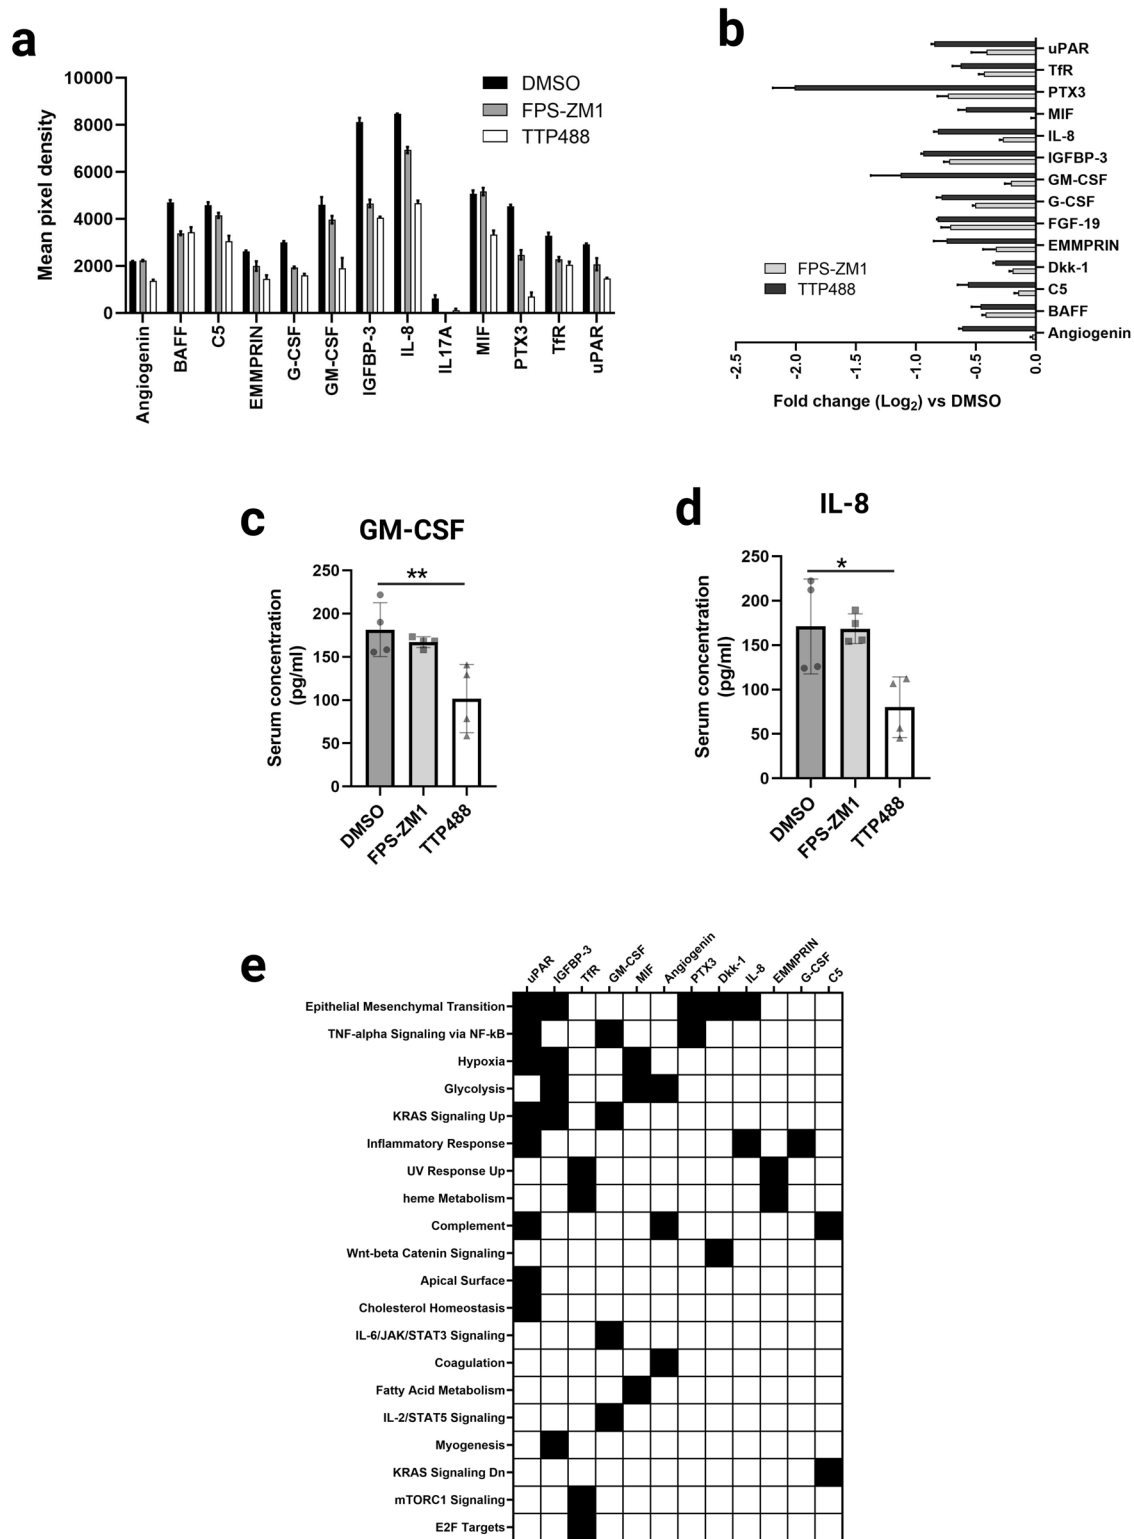 a
Mean pixel density
10000
8000
6000
4000
2000
0
DMSO
FPS-ZM1
TTP488
Angiogenin
BAFF
C5
EMMPRIN
G-CSF
GM-CSF
IGFBP-3
IL-8
IL17A
MIF
PTX3
TfR
uPAR
b
uPAR
TfR
PTX3
MIF
IL-8
IGFBP-3
GM-CSF
G-CSF
FGF-19
EMMPRIN
Dkk-1
C5
BAFF
Angiogenin
FPS-ZM1
TTP488
-2.5
-2.0
-1.5
-1.0
-0.5
0.0
Fold change (Log2) vs DMSO
c
GM-CSF
Serum concentration
(pg/ml)
250
200
150
100
50
0
**
DMSO
FPS-ZM1
TTP488
d
IL-8
Serum concentration
(pg/ml)
250
200
150
100
50
0
*
DMSO
FPS-ZM1
TTP488
e
uPAR
IGFBP-3
TfR
GM-CSF
MIF
Angiogenin
PTX3
Dkk-1
IL-8
EMMPRIN
G-CSF
C5
Epithelial Mesenchymal Transition
TNF-alpha Signaling via NF-kB
Hypoxia
Glycolysis
KRAS Signaling Up
Inflammatory Response
UV Response Up
heme Metabolism
Complement
Wnt-beta Catenin Signaling
Apical Surface
Cholesterol Homeostasis
IL-6/JAK/STAT3 Signaling
Coagulation
Fatty Acid Metabolism
IL-2/STAT5 Signaling
Myogenesis
KRAS Signaling Dn
mTORC1 Signaling
E2F Targets